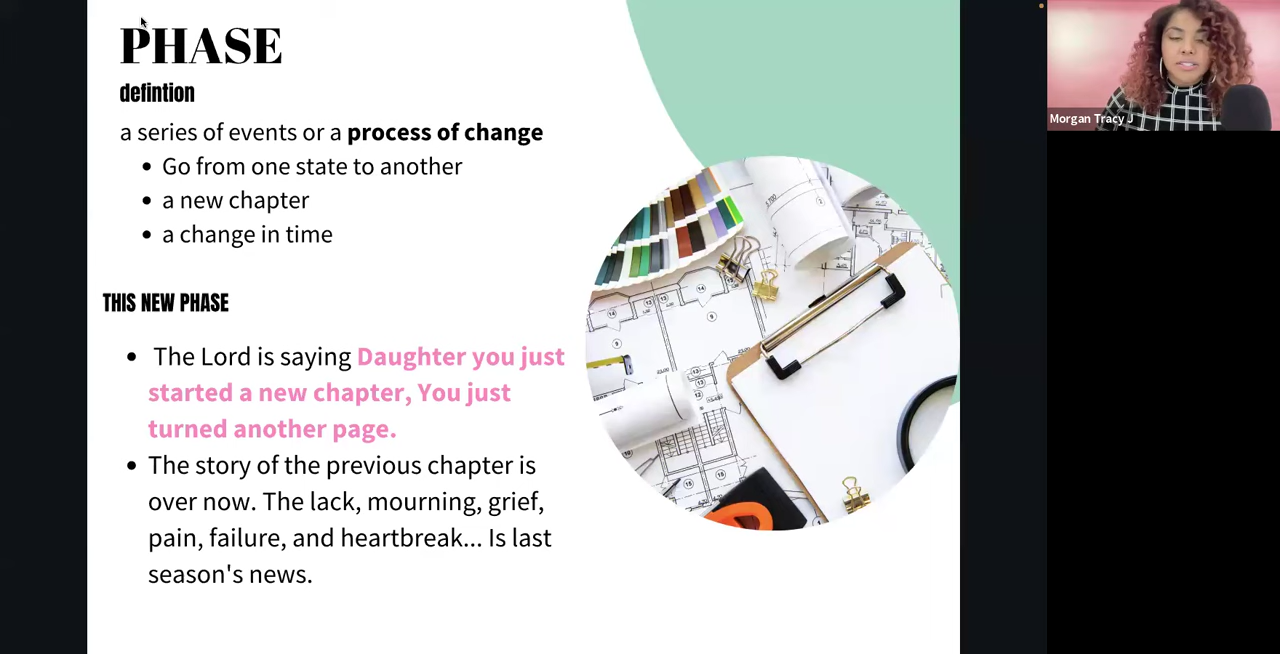 PHASE
defintion
a series of events or a process of change
• Go from one state to another
• a new chapter
• a change in time
THIS NEW PHASE
• The Lord is saying Daughter you just
started a new chapter, You just
turned another page.
• The story of the previous chapter is
over now. The lack, mourning, grief,
pain, failure, and heartbreak... Is last
season's news.
Morgan Tracy J